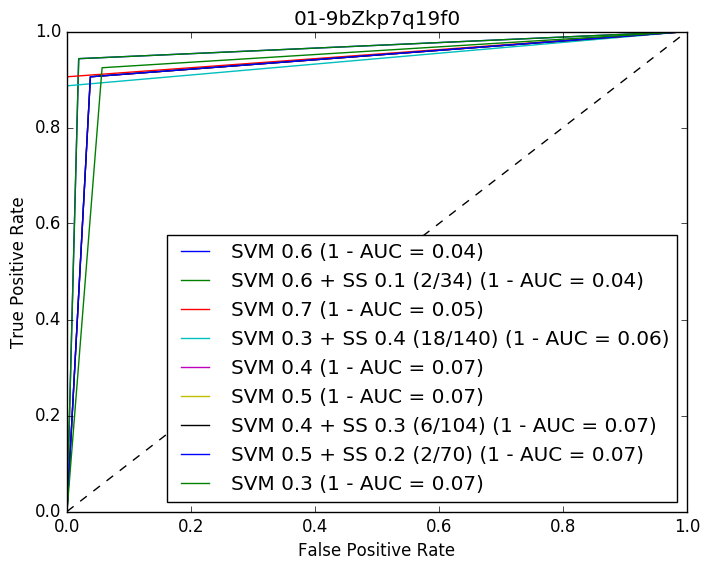 01-9bZkp7q19f0
1.0
0.8
0.6
0.4
0.2
0.0
True Positive Rate
SVM 0.6 (1 - AUC = 0.04)
SVM 0.6 + SS 0.1 (2/34) (1 - AUC = 0.04)
SVM 0.7 (1 - AUC = 0.05)
SVM 0.3 + SS 0.4 (18/140) (1 - AUC = 0.06)
SVM 0.4 (1 - AUC = 0.07)
SVM 0.5 (1 - AUC = 0.07)
SVM 0.4 + SS 0.3 (6/104) (1 - AUC = 0.07)
SVM 0.5 + SS 0.2 (2/70) (1 - AUC = 0.07)
SVM 0.3 (1 - AUC = 0.07)
0.0 0.2 0.4 0.6 0.8 1.0
False Positive Rate